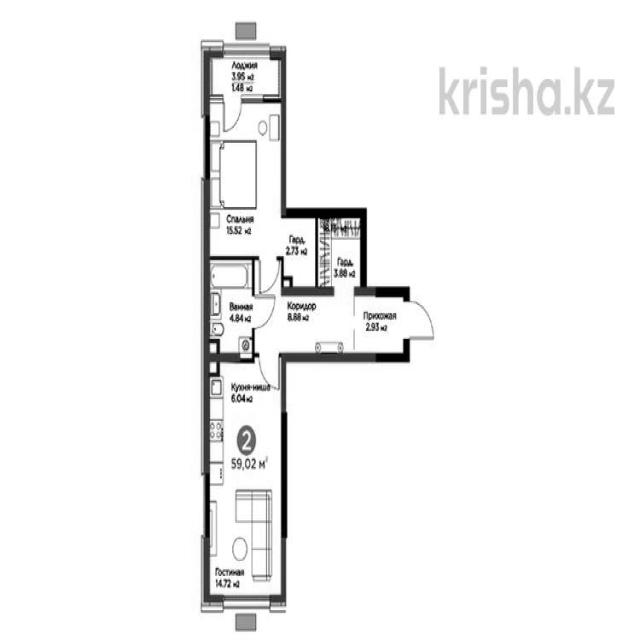 krisha.kz
Лоджия
3.95 м2
1.48 м2
Спальня
15.52 м2
Гард.
2.73 м2
Гард.
3.88 м2
Ванная
4.84 м2
Коридор
8.88 м2
Прихожая
2.93 м2
Кухня-ниша
6.04 м2
2
59,02 м²
Гостиная
14.72 м2